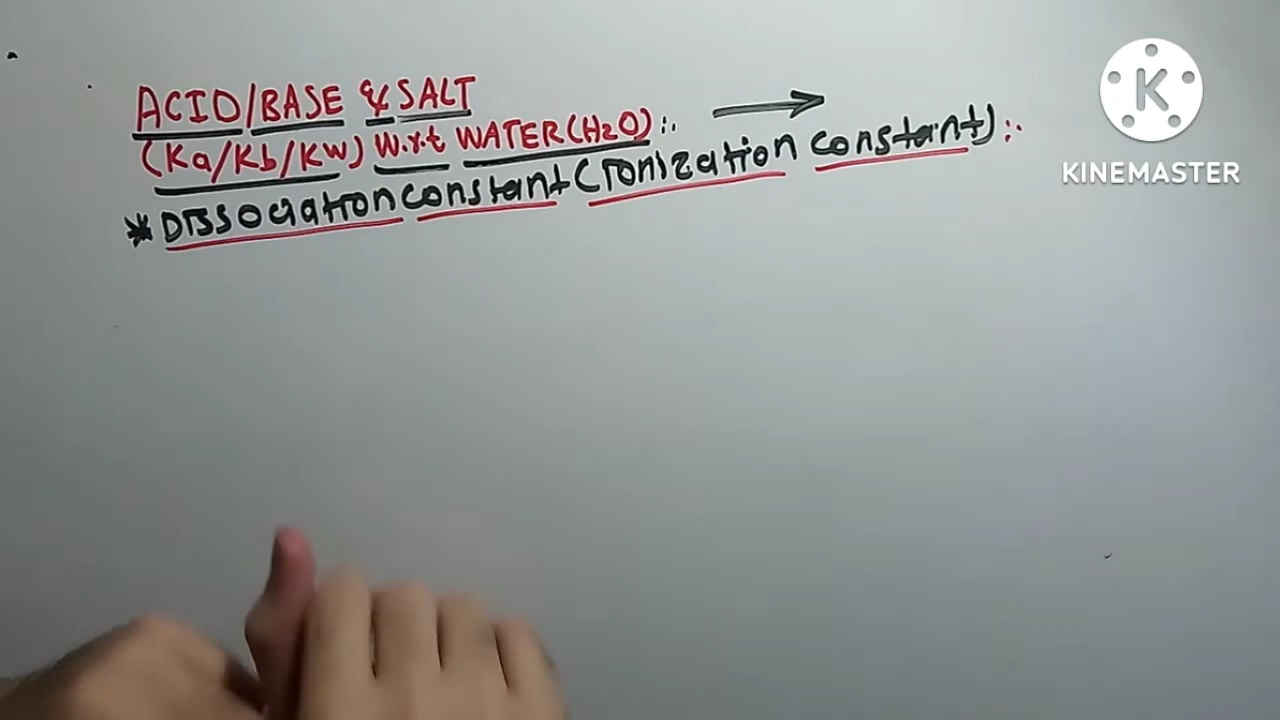 ACID/BASE & SALT
(Ka/Kb/Kw) W.r.t WATER(H2O):. →
* Dissociation constant (Ionization constant):.
K
KINEMASTER